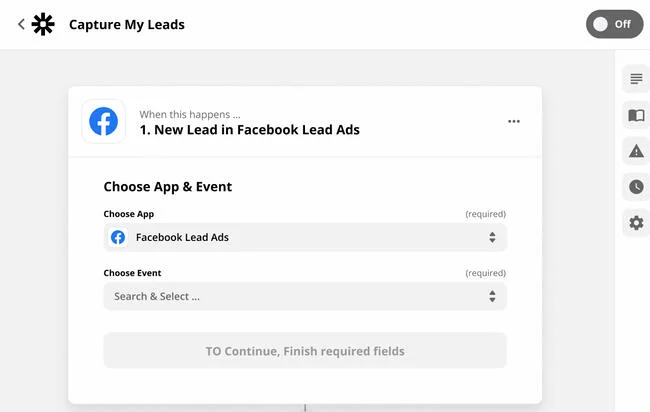 Capture My Leads
Off
When this happens ...
1. New Lead in Facebook Lead Ads
Choose App & Event
Choose App (required)
Facebook Lead Ads
Choose Event (required)
Search & Select ...
TO Continue, Finish required fields